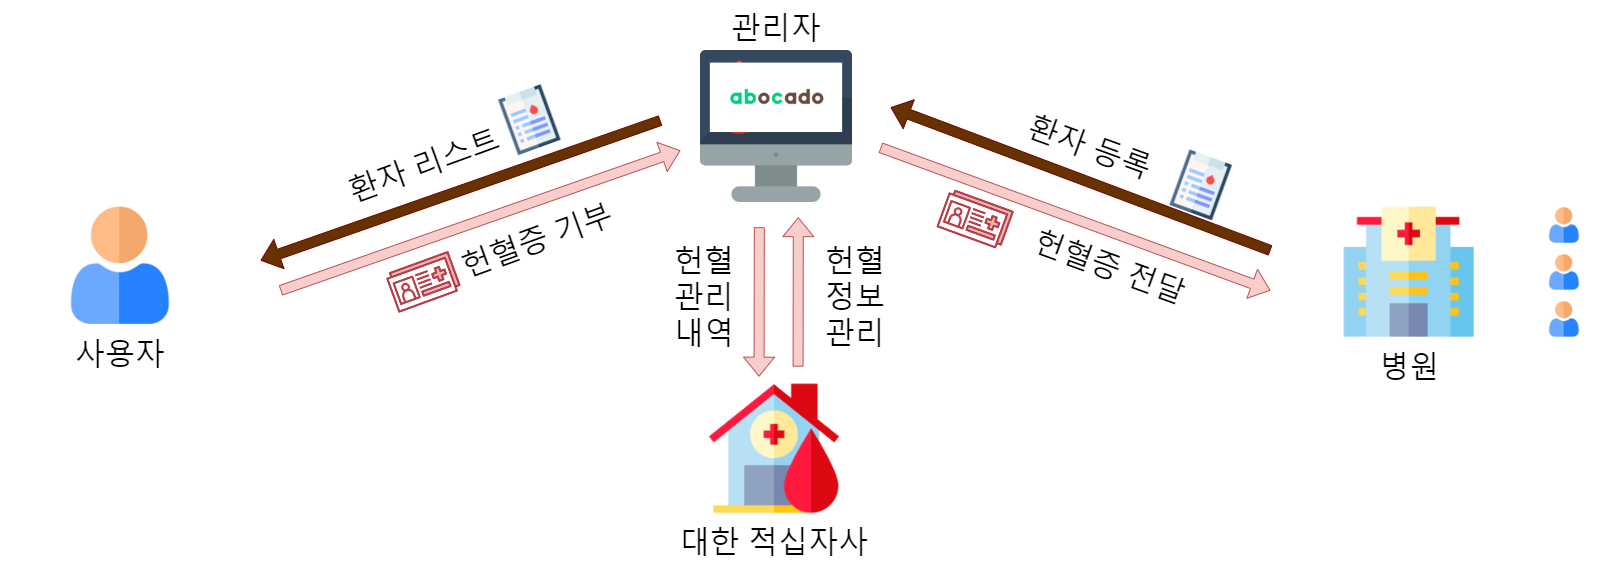 관리자
abocado
환자 리스트
헌혈증 기부
환자 등록
헌혈증 전달
헌혈
관리
내역
헌혈
정보
관리
사용자
병원
대한 적십자사